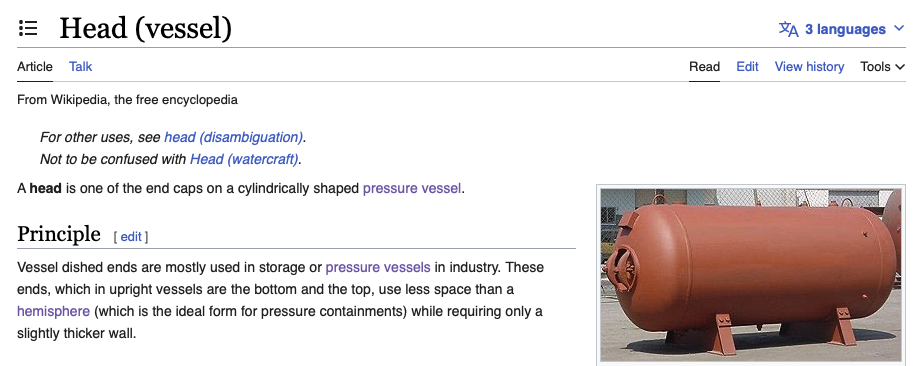 Head (vessel)
3 languages
Article Talk
Read Edit View history Tools
From Wikipedia, the free encyclopedia
For other uses, see head (disambiguation).
Not to be confused with Head (watercraft).
A head is one of the end caps on a cylindrically shaped pressure vessel.
Principle [ edit ]
Vessel dished ends are mostly used in storage or pressure vessels in industry. These
ends, which in upright vessels are the bottom and the top, use less space than a
hemisphere (which is the ideal form for pressure containments) while requiring only a
slightly thicker wall.